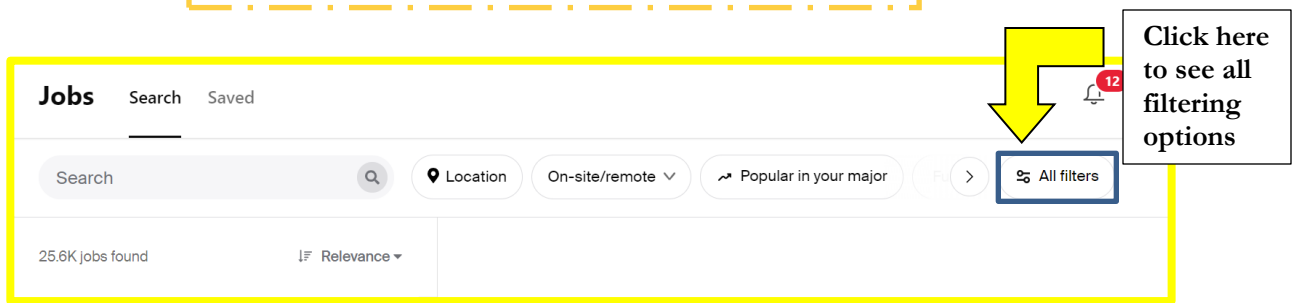 Click here
to see all
filtering
options
Jobs Search Saved
12
Search Location On-site/remote Popular in your major All filters
25.6K jobs found Relevance